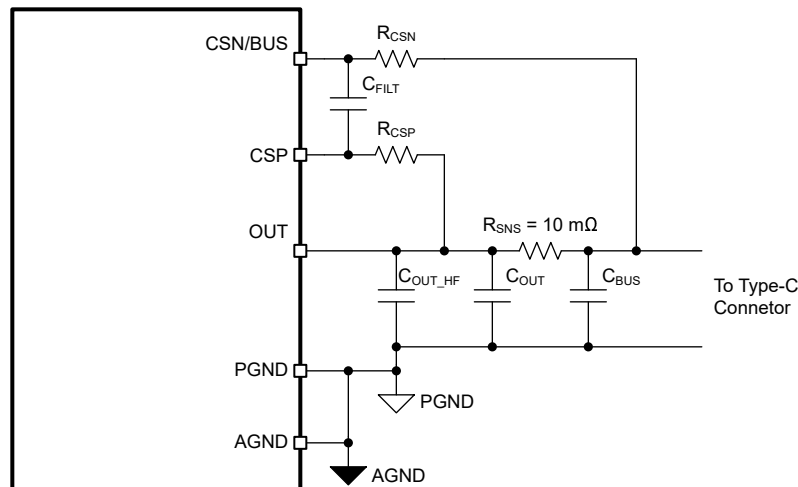 CSN/BUS
RCSN
CFILT
RCSP
CSP
OUT
RSNS = 10 mΩ
COUT_HF
COUT
CBUS
To Type-C
Connetor
PGND
PGND
AGND
AGND